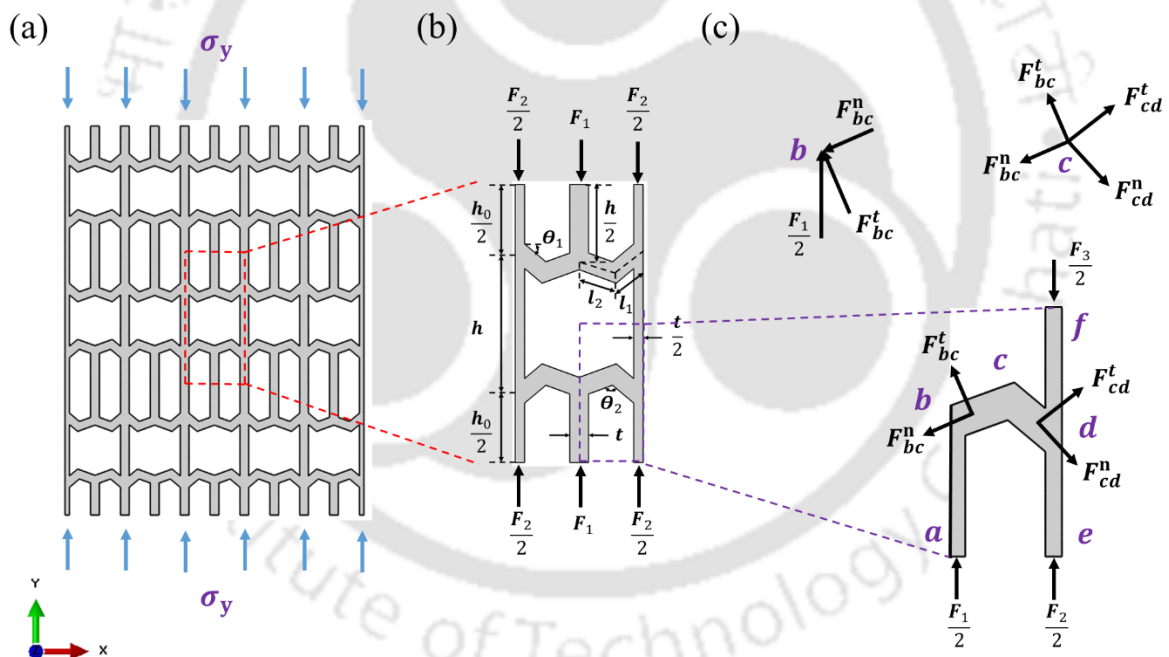 (a)
σy
σy
Y
X
Z
(b)
F2/2
F1
F2/2
h0/2
θ1
h/2
l2
l1
h
t/2
h0/2
θ2
t
F2/2
F1
F2/2
(c)
b
F^n_bc
F^t_bc
F1/2
F^t_bc
F^t_cd
F^n_bc
c
F^n_cd
F3/2
f
F^t_bc
c
F^t_cd
b
F^n_bc
d
F^n_cd
a
e
F1/2
F2/2
itute of Technology
hati